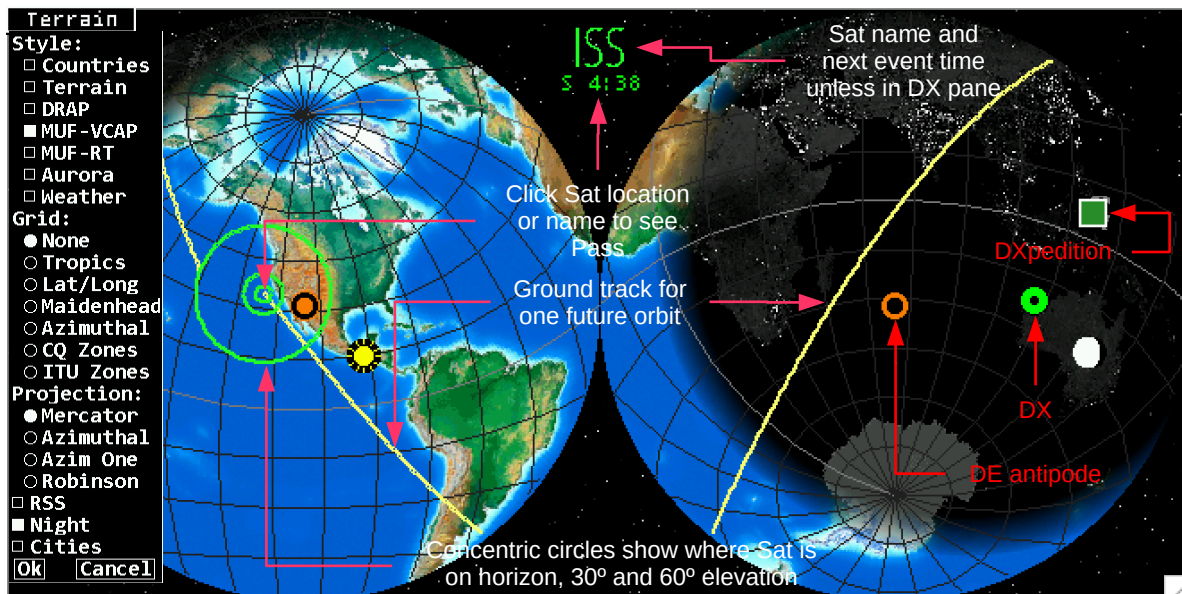 Terrain
Style:
Countries
Terrain
DRAP
MUF-VCAP
MUF-RT
Aurora
Weather
Grid:
None
Tropics
Lat/Long
Maidenhead
Azimuthal
CQ Zones
ITU Zones
Projection:
Mercator
Azimuthal
Azim One
Robinson
RSS
Night
Cities
Ok Cancel
ISS
S 4:38
Sat name and
next event time
unless in DX pane
Click Sat location
or name to see
Pass
Ground track for
one future orbit
DXpedition
DX
DE antipode
Concentric circles show where Sat is
on horizon, 30º and 60º elevation